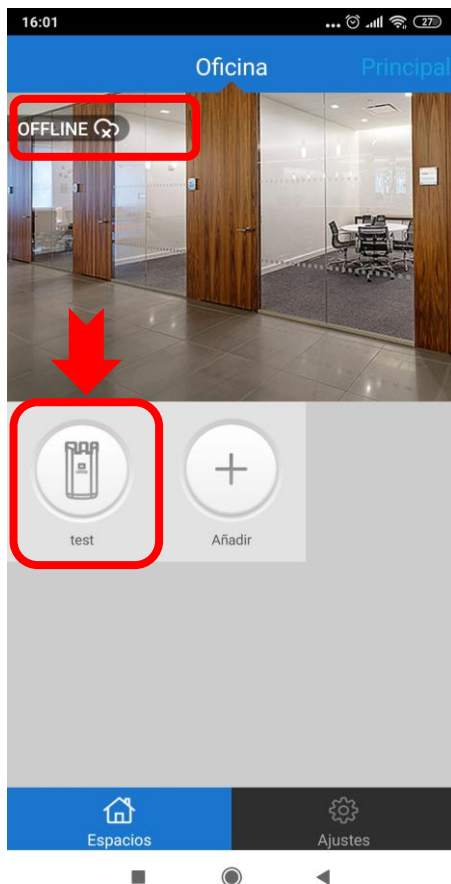 16:01
27
Oficina
Principal
OFFLINE
test
Añadir
Espacios
Ajustes